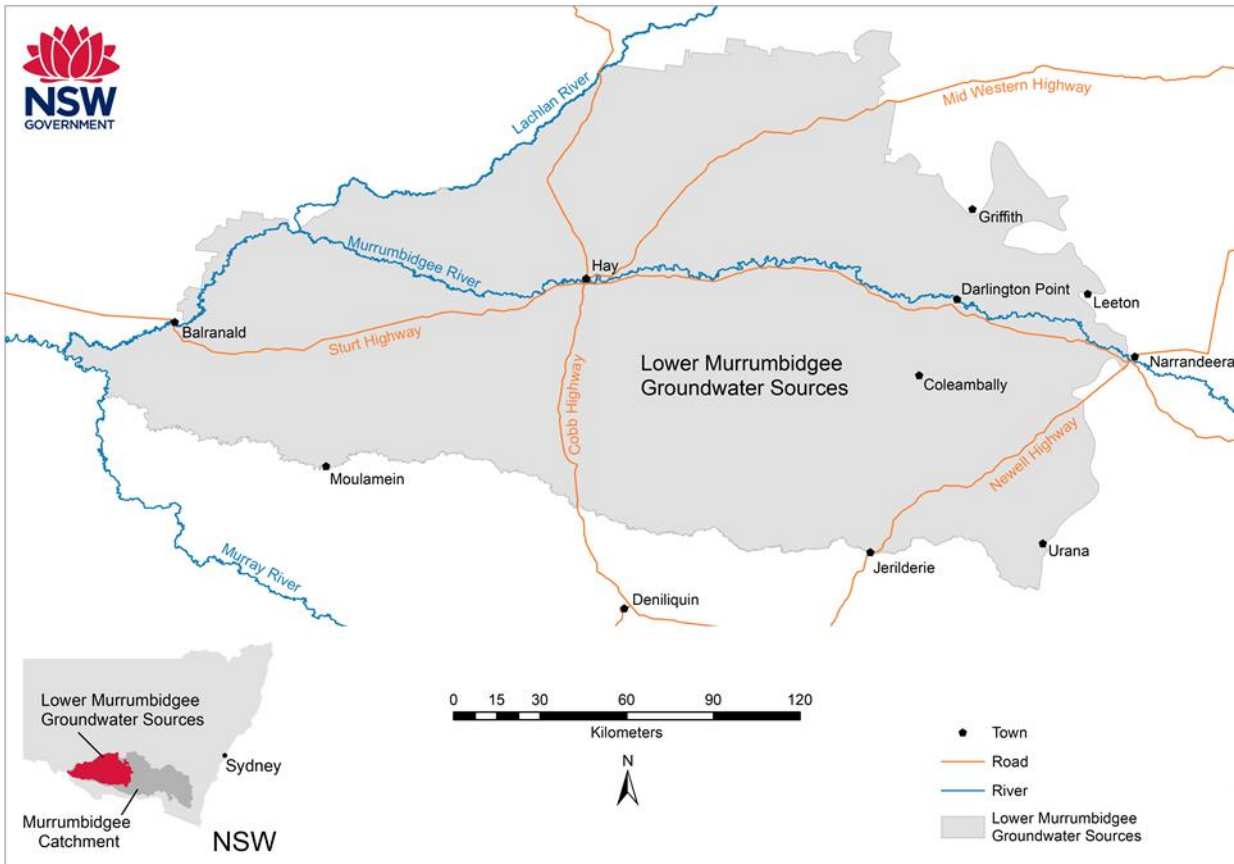 NSW
GOVERNMENT
Lachlan River
Mid Western Highway
Griffith
Murrumbidgee River
Hay
Darlington Point
Leeton
Balranald
Sturt Highway
Narrandeera
Lower Murrumbidgee
Groundwater Sources
Coleambally
Cobb Highway
Newell Highway
Moulamein
Urana
Jerilderie
Murray River
Deniliquin
Lower Murrumbidgee
Groundwater Sources
Sydney
Murrumbidgee
Catchment
NSW
0 15 30 60 90 120
Kilometers
N
Town
Road
River
Lower Murrumbidgee
Groundwater Sources